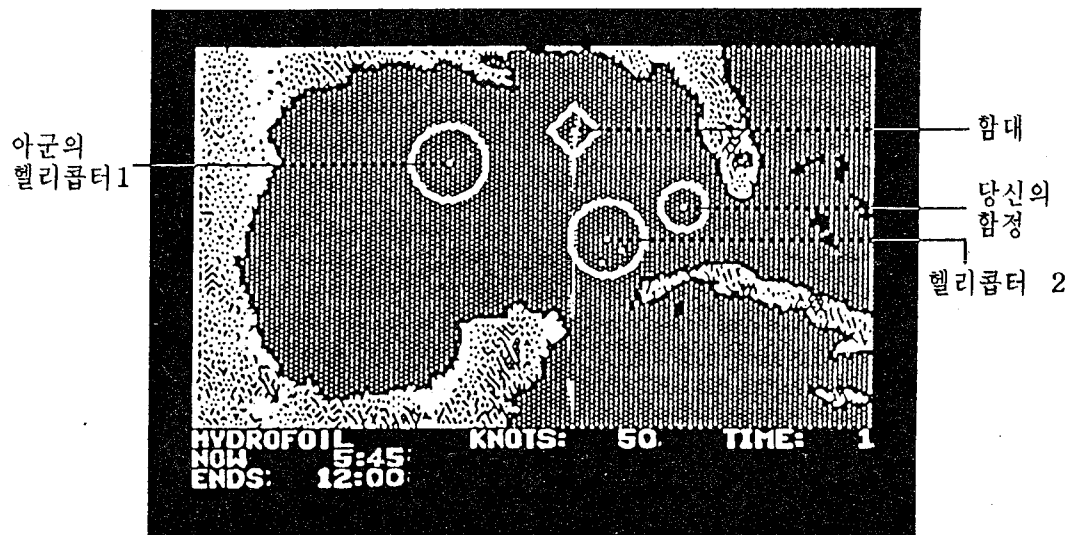 아군의
헬리콥터1
함대
당신의
함정
헬리콥터 2
HYDROFOIL KNOTS: 50 TIME: 1
NOW 5:45
ENDS: 12:00